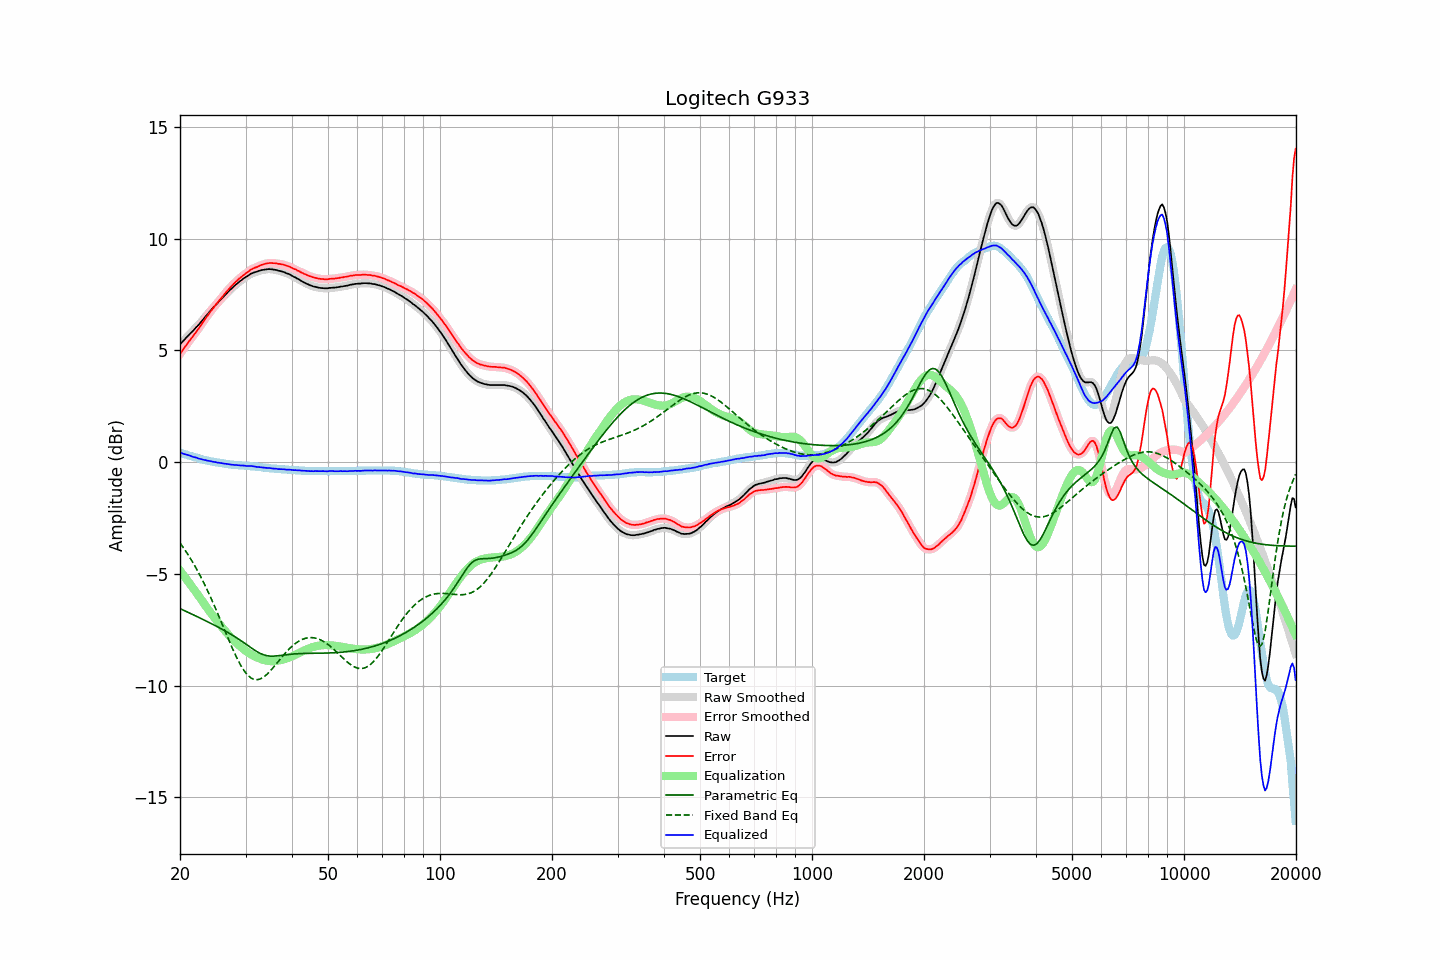 Logitech G933
Amplitude (dBr)
15
10
5
0
−5
−10
−15
Target
Raw Smoothed
Error Smoothed
Raw
Error
Equalization
Parametric Eq
Fixed Band Eq
Equalized
20
50
100
200
500
1000
2000
5000
10000
20000
Frequency (Hz)